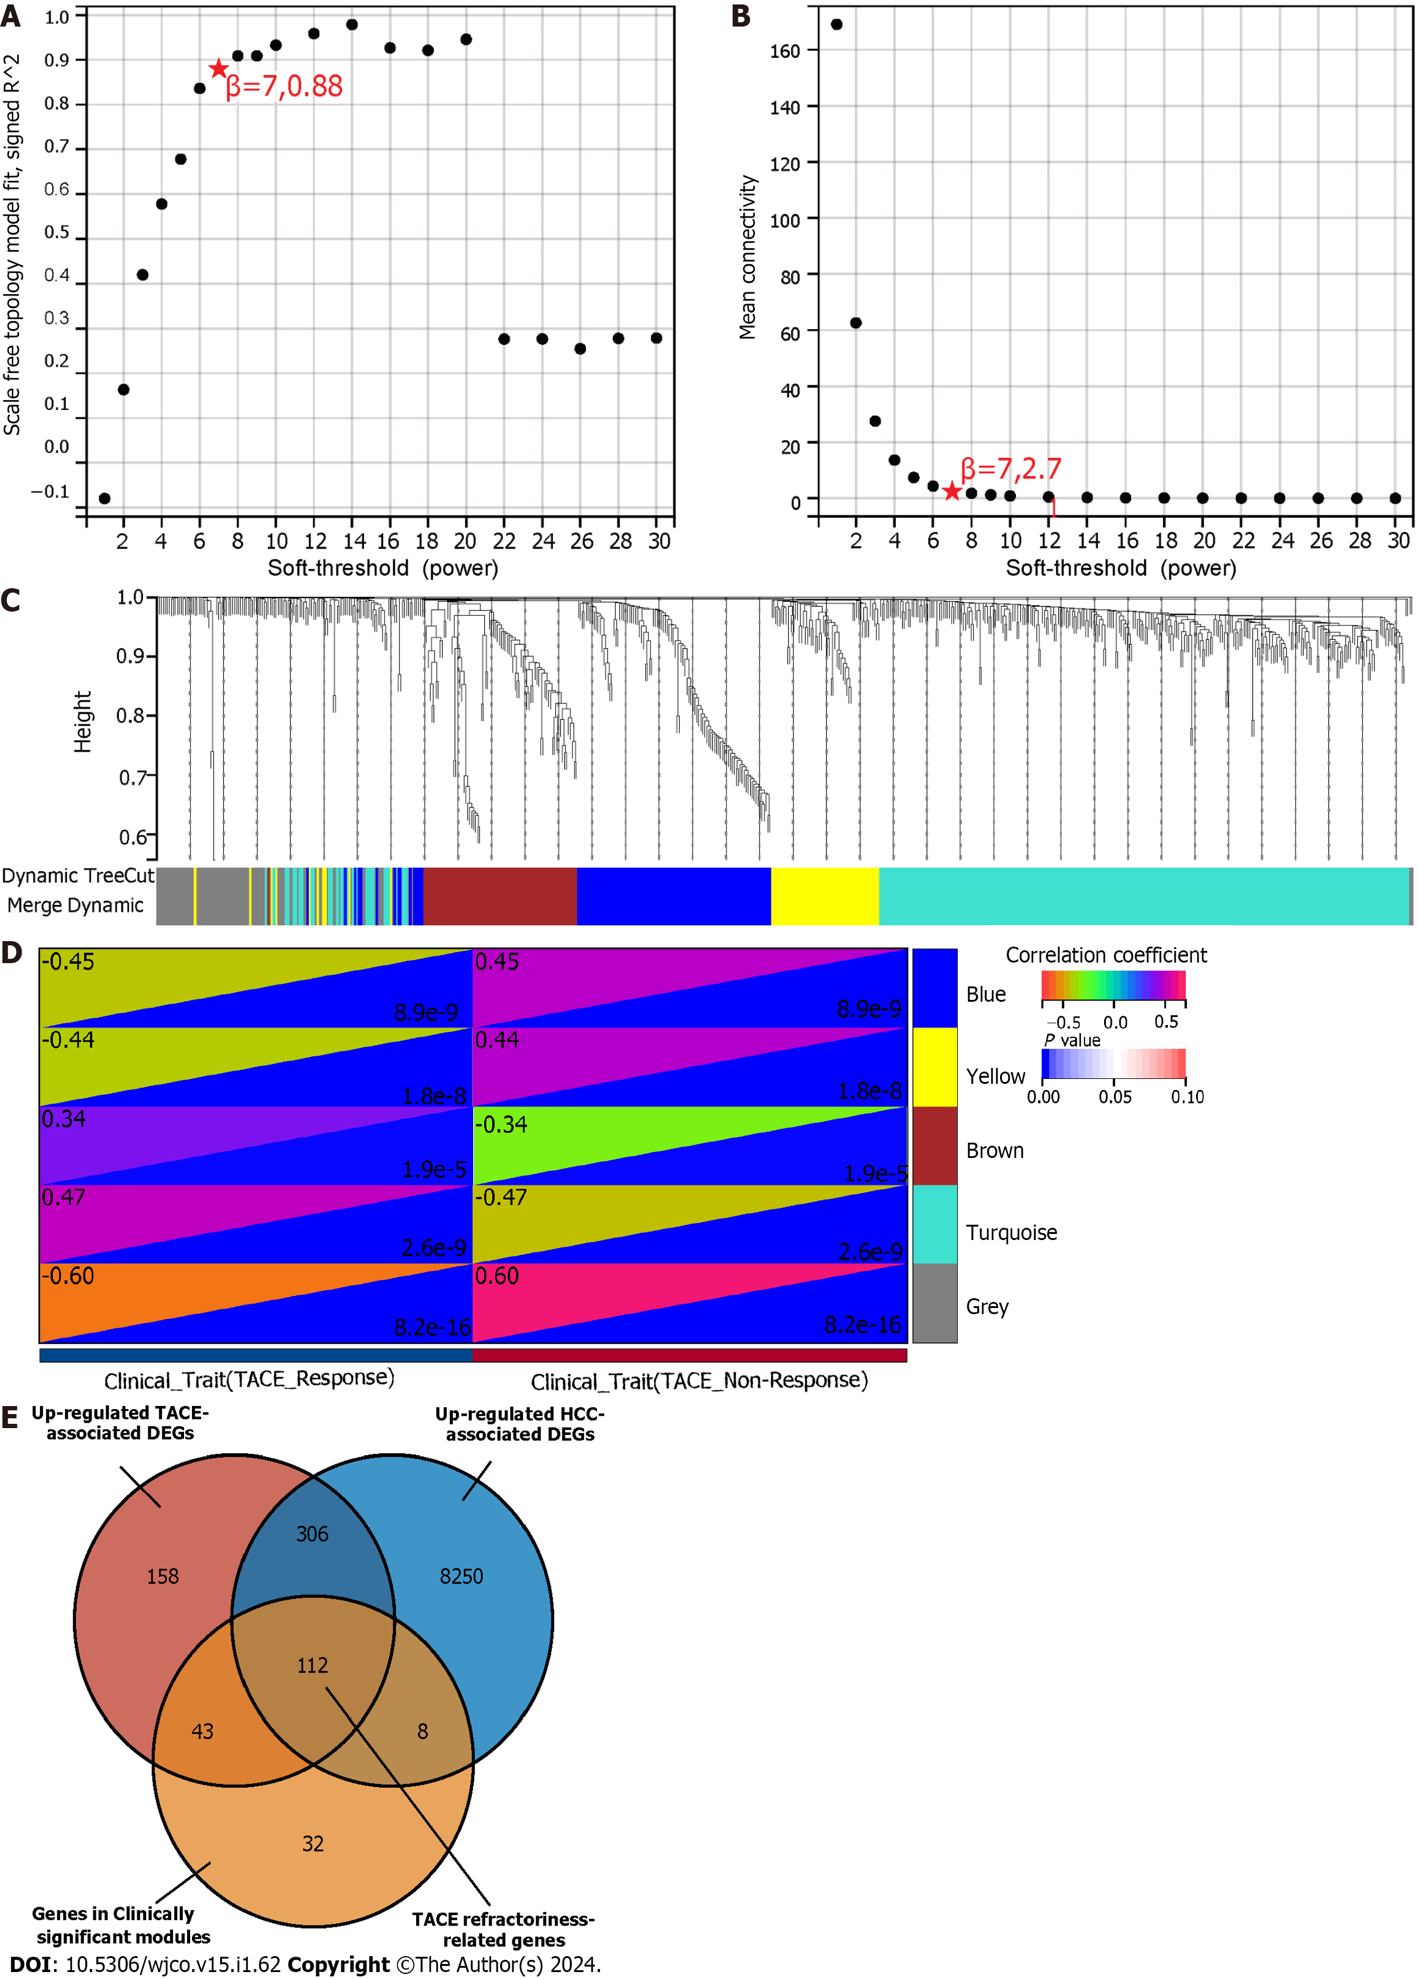 A
1.0
0.9
0.8
0.7
0.6
0.5
0.4
0.3
0.2
0.1
0.0
−0.1
Scale free topology model fit, signed R^2
β=7,0.88
2 4 6 8 10 12 14 16 18 20 22 24 26 28 30
Soft-threshold (power)
B
160
140
120
100
80
60
40
20
0
Mean connectivity
β=7,2.7
2 4 6 8 10 12 14 16 18 20 22 24 26 28 30
Soft-threshold (power)
C
1.0
0.9
0.8
0.7
0.6
Height
Dynamic TreeCut
Merge Dynamic
D
-0.45 8.9e-9 0.45 8.9e-9 Blue
-0.44 1.8e-8 0.44 1.8e-8 Yellow
0.34 1.9e-5 -0.34 1.9e-5 Brown
0.47 2.6e-9 -0.47 2.6e-9 Turquoise
-0.60 8.2e-16 0.60 8.2e-16 Grey
Clinical_Trait(TACE_Response) Clinical_Trait(TACE_Non-Response)
Correlation coefficient
−0.5 0.0 0.5
P value
0.00 0.05 0.10
E
Up-regulated TACE-
associated DEGs
Up-regulated HCC-
associated DEGs
306
158
8250
112
43
8
32
Genes in Clinically
significant modules
TACE refractoriness-
related genes
DOI: 10.5306/wjco.v15.i1.62 Copyright ©The Author(s) 2024.